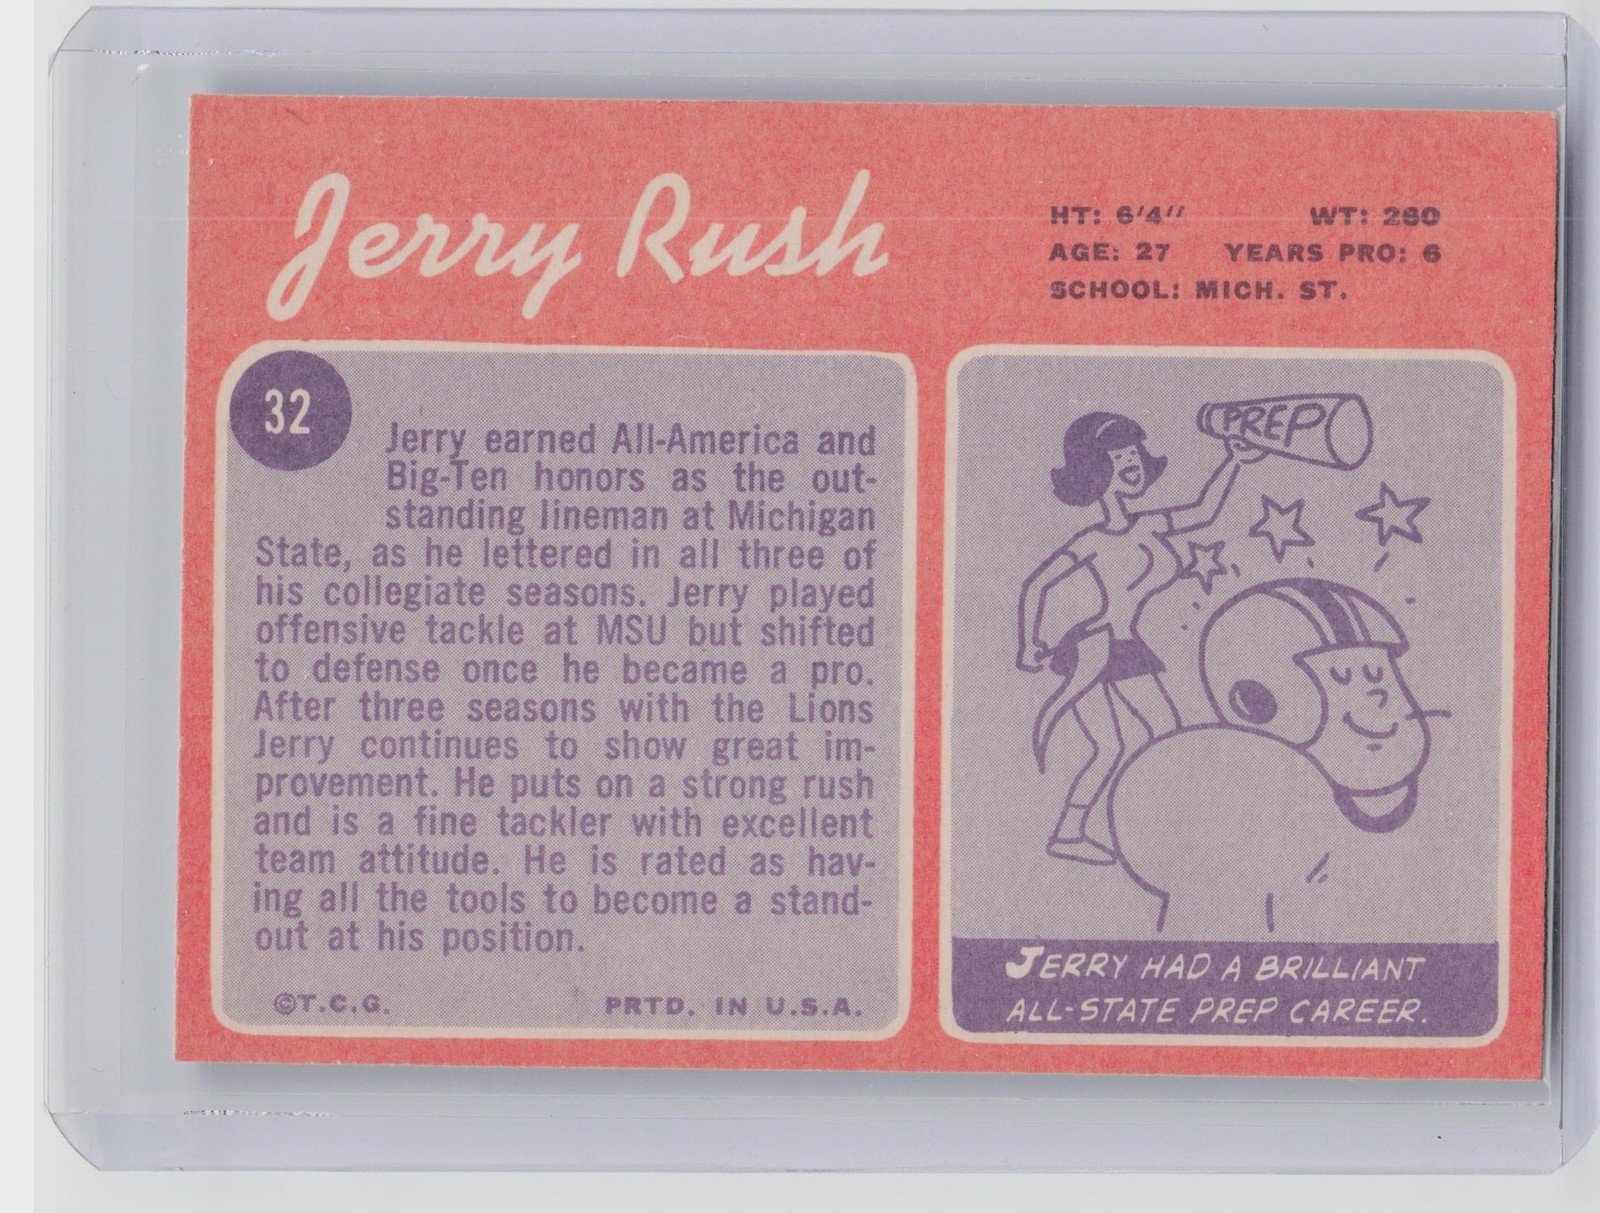 Jerry Rush
HT: 6'4" WT: 260
AGE: 27 YEARS PRO: 6
SCHOOL: MICH. ST.
32
Jerry earned All-America and
Big-Ten honors as the out-
standing lineman at Michigan
State, as he lettered in all three of
his collegiate seasons. Jerry played
offensive tackle at MSU but shifted
to defense once he became a pro.
After three seasons with the Lions
Jerry continues to show great im-
provement. He puts on a strong rush
and is a fine tackler with excellent
team attitude. He is rated as hav-
ing all the tools to become a stand-
out at his position.
©T.C.G. PRTD. IN U.S.A.
PREP
JERRY HAD A BRILLIANT
ALL-STATE PREP CAREER.